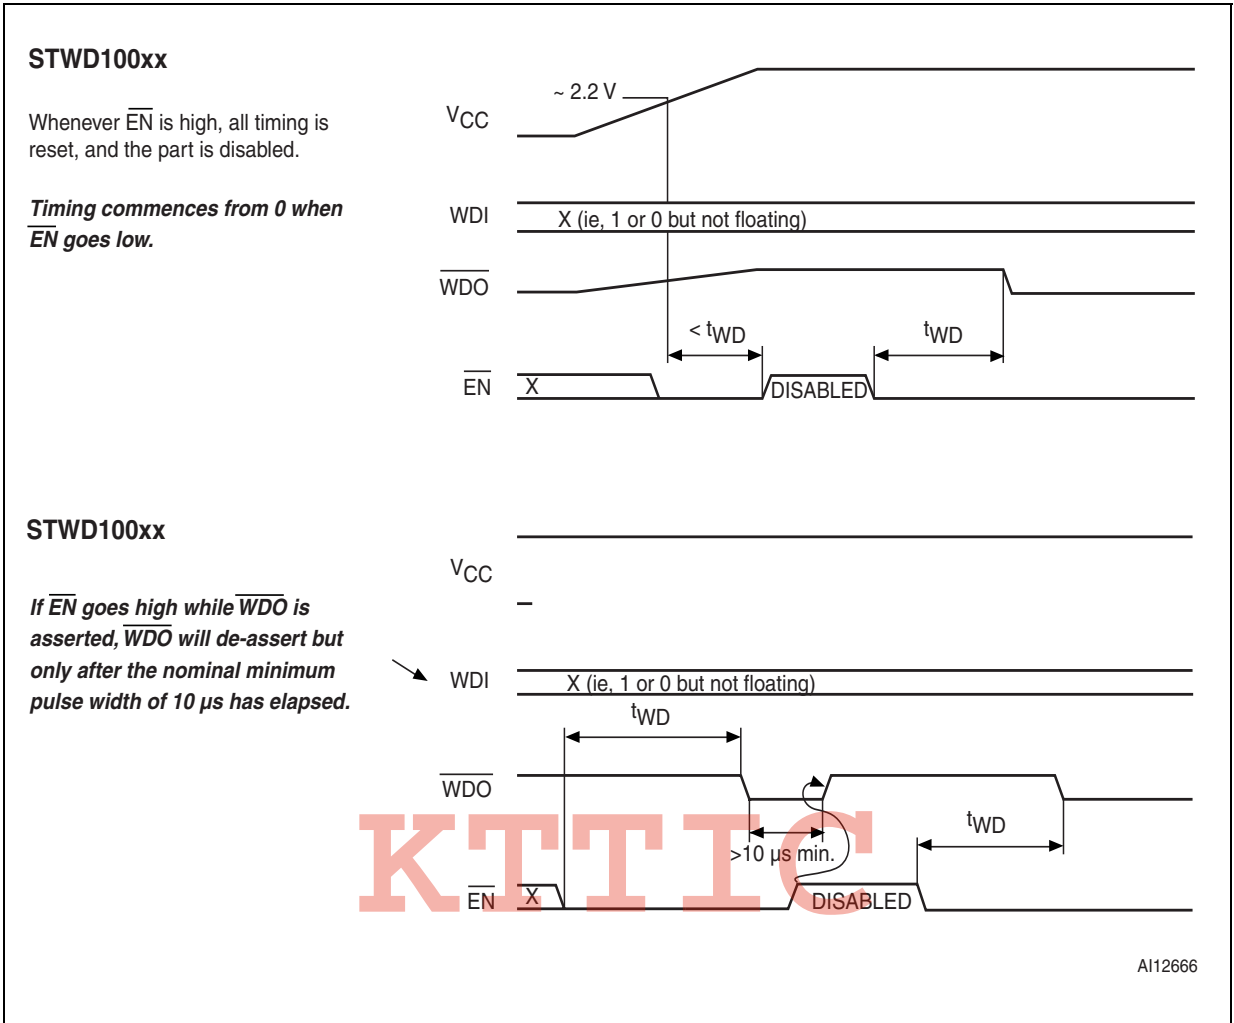 STWD100xx
Whenever EN is high, all timing is
reset, and the part is disabled.
Timing commences from 0 when
EN goes low.
~ 2.2 V
VCC
WDI
X (ie, 1 or 0 but not floating)
WDO
< tWD
tWD
EN
X
DISABLED
STWD100xx
If EN goes high while WDO is
asserted, WDO will de-assert but
only after the nominal minimum
pulse width of 10 µs has elapsed.
VCC
WDI
X (ie, 1 or 0 but not floating)
tWD
WDO
tWD
>10 µs min.
EN
X
DISABLED
KTTIC
AI12666